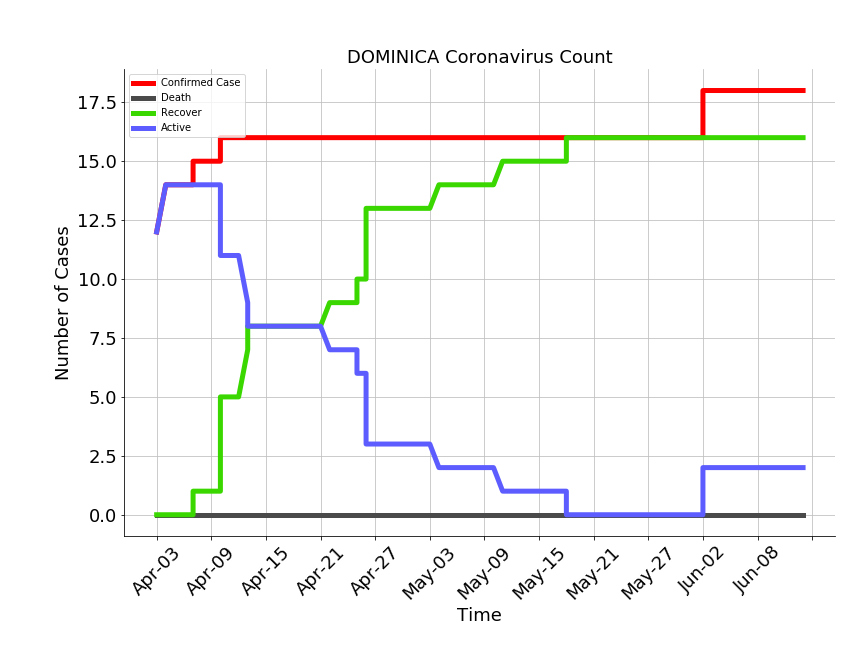 DOMINICA Coronavirus Count
Confirmed Case
Death
Recover
Active
Number of Cases
17.5
15.0
12.5
10.0
7.5
5.0
2.5
0.0
Apr-03
Apr-09
Apr-15
Apr-21
Apr-27
May-03
May-09
May-15
May-21
May-27
Jun-02
Jun-08
Time